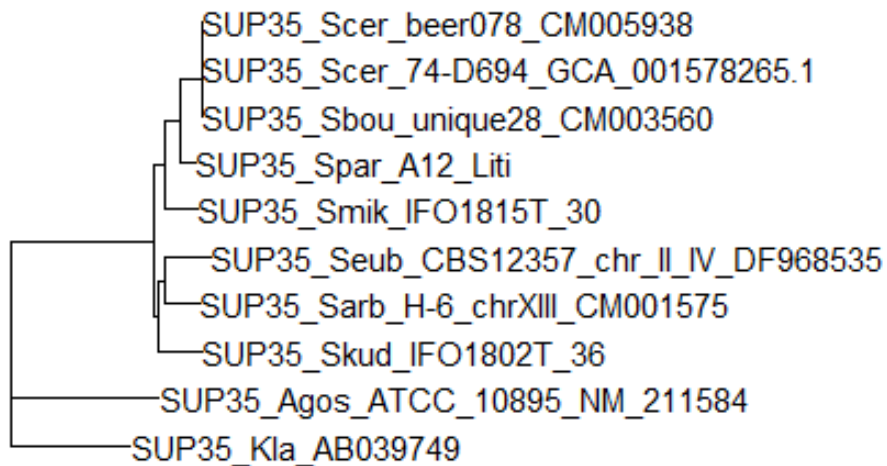 SUP35_Scer_beer078_CM005938
SUP35_Scer_74-D694_GCA_001578265.1
SUP35_Sbou_unique28_CM003560
SUP35_Spar_A12_Liti
SUP35_Smik_IFO1815T_30
SUP35_Seub_CBS12357_chr_II_IV_DF968535
SUP35_Sarb_H-6_chrXIII_CM001575
SUP35_Skud_IFO1802T_36
SUP35_Agos_ATCC_10895_NM_211584
SUP35_Kla_AB039749